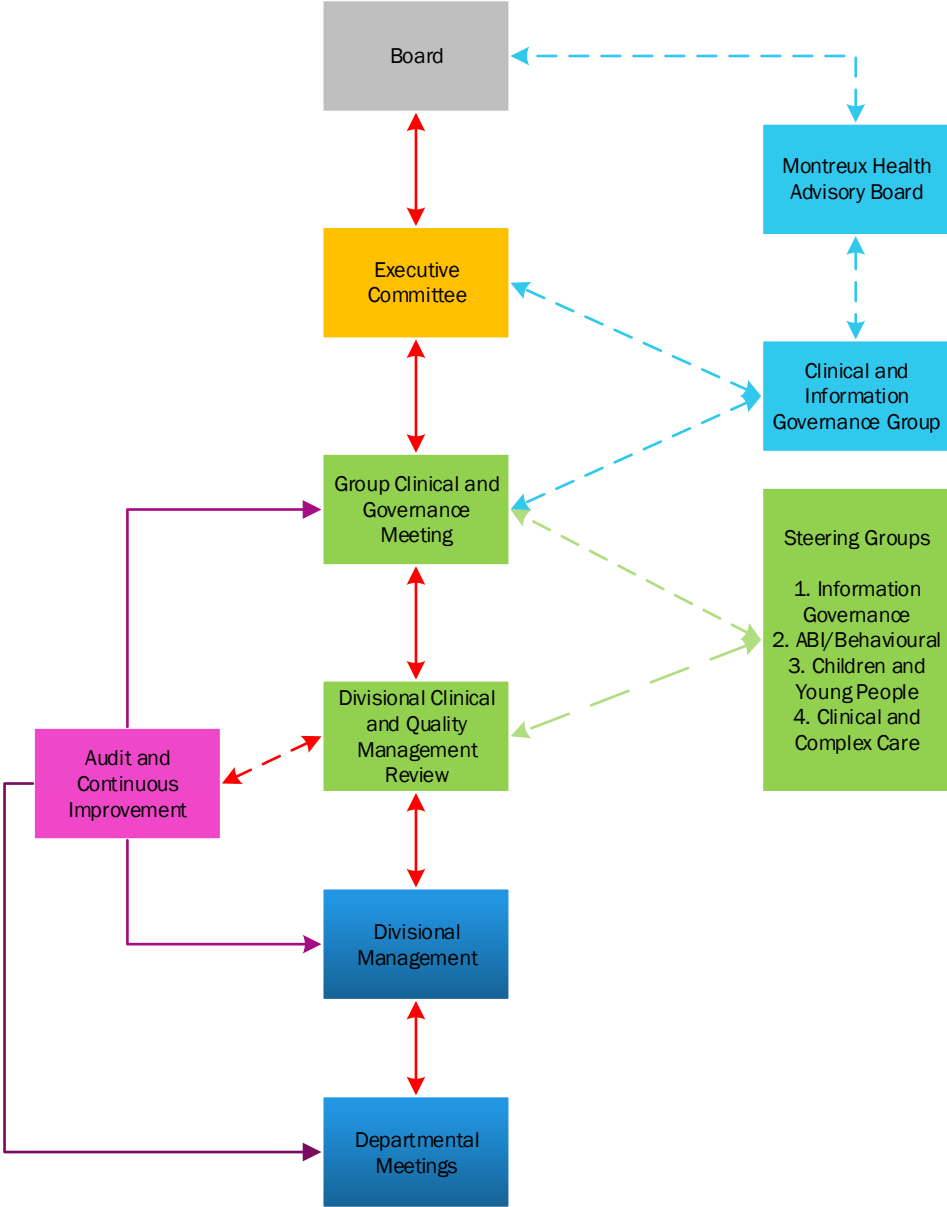 Board
Montreux Health
Advisory Board
Executive
Committee
Clinical and
Information
Governance Group
Group Clinical and
Governance
Meeting
Steering Groups
1. Information
Governance
2. ABI/Behavioural
3. Children and
Young People
4. Clinical and
Complex Care
Divisional Clinical
and Quality
Management
Review
Audit and
Continuous
Improvement
Divisional
Management
Departmental
Meetings